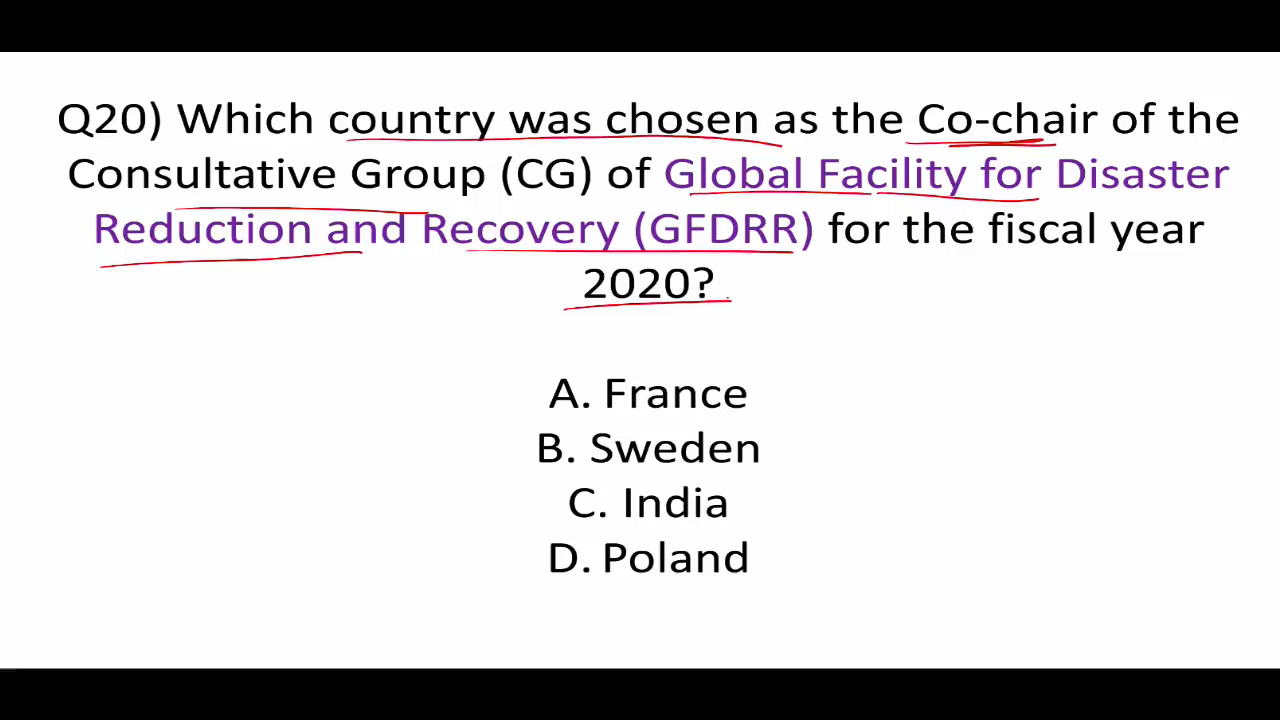 Q20) Which country was chosen as the Co-chair of the
Consultative Group (CG) of Global Facility for Disaster
Reduction and Recovery (GFDRR) for the fiscal year
2020?
A. France
B. Sweden
C. India
D. Poland